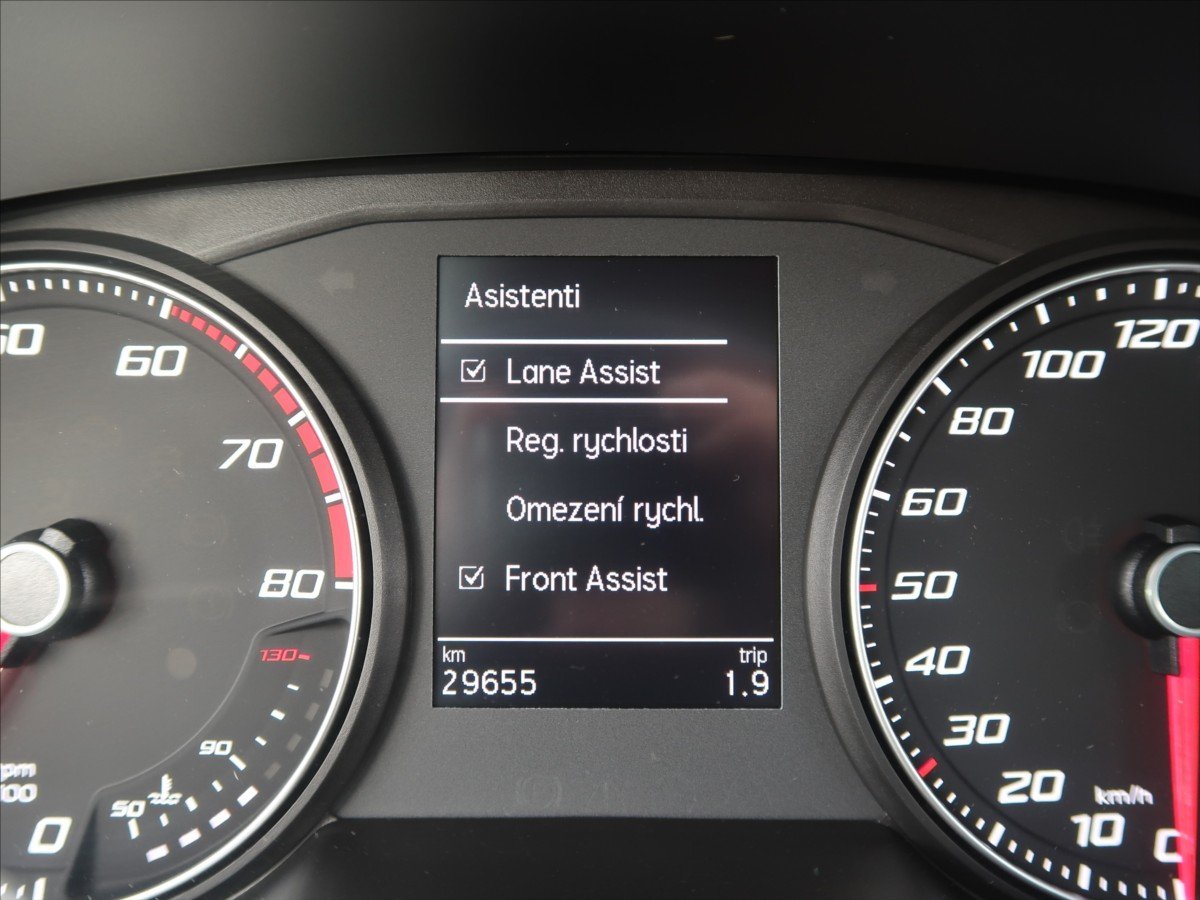 Asistenti
Lane Assist
Reg. rychlosti
Omezení rychl.
Front Assist
km trip
29655 1.9
60
70
80
130
90
50
0
120
100
80
60
50
40
30
20
km/h
10
0